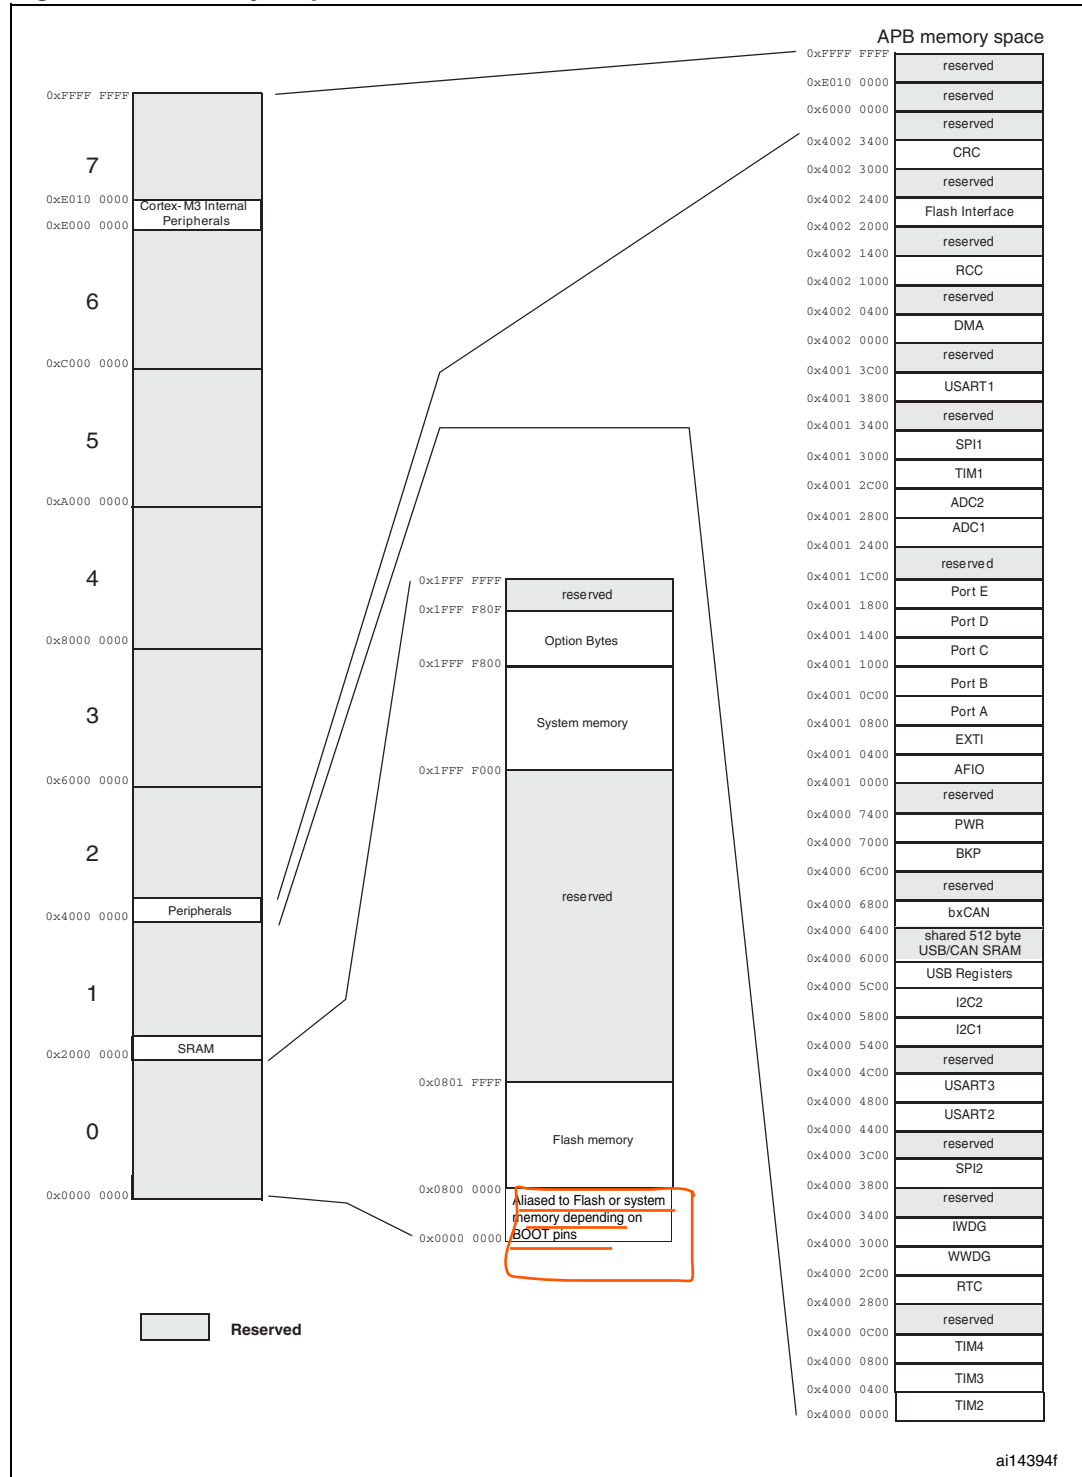 0xFFFF FFFF
7
0xE010 0000
Cortex-M3 Internal
Peripherals
0xE000 0000
6
0xC000 0000
5
0xA000 0000
4
0x8000 0000
3
0x6000 0000
2
Peripherals
0x4000 0000
1
SRAM
0x2000 0000
0
0x0000 0000
Reserved
0x1FFF FFFF
reserved
0x1FFF F80F
Option Bytes
0x1FFF F800
System memory
0x1FFF F000
reserved
0x0801 FFFF
Flash memory
0x0800 0000
Aliased to Flash or system
memory depending on
BOOT pins
0x0000 0000
APB memory space
0xFFFF FFFF
reserved
0xE010 0000
reserved
0x6000 0000
reserved
0x4002 3400
CRC
0x4002 3000
reserved
0x4002 2400
Flash Interface
0x4002 2000
reserved
0x4002 1400
RCC
0x4002 1000
reserved
0x4002 0400
DMA
0x4002 0000
reserved
0x4001 3C00
USART1
0x4001 3800
reserved
0x4001 3400
SPI1
0x4001 3000
TIM1
0x4001 2C00
ADC2
0x4001 2800
ADC1
0x4001 2400
reserved
0x4001 1C00
Port E
0x4001 1800
Port D
0x4001 1400
Port C
0x4001 1000
Port B
0x4001 0C00
Port A
0x4001 0800
EXTI
0x4001 0400
AFIO
0x4001 0000
reserved
0x4000 7400
PWR
0x4000 7000
BKP
0x4000 6C00
reserved
0x4000 6800
bxCAN
0x4000 6400
shared 512 byte
USB/CAN SRAM
0x4000 6000
USB Registers
0x4000 5C00
I2C2
0x4000 5800
I2C1
0x4000 5400
reserved
0x4000 4C00
USART3
0x4000 4800
USART2
0x4000 4400
reserved
0x4000 3C00
SPI2
0x4000 3800
reserved
0x4000 3400
IWDG
0x4000 3000
WWDG
0x4000 2C00
RTC
0x4000 2800
reserved
0x4000 0C00
TIM4
0x4000 0800
TIM3
0x4000 0400
TIM2
0x4000 0000
ai14394f